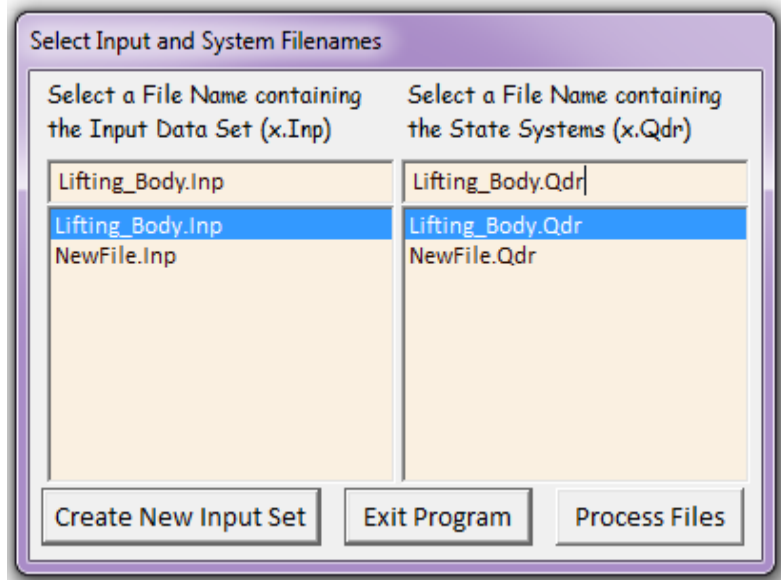 Select Input and System Filenames
Select a File Name containing
the Input Data Set (x.Inp)
Select a File Name containing
the State Systems (x.Qdr)
Lifting_Body.Inp
Lifting_Body.Qdr
Lifting_Body.Inp
NewFile.Inp
Lifting_Body.Qdr
NewFile.Qdr
Create New Input Set
Exit Program
Process Files